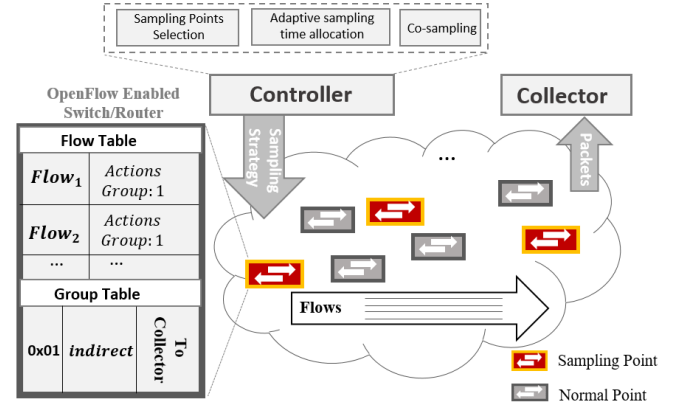 Sampling Points
Selection
Adaptive sampling
time allocation
Co-sampling
OpenFlow Enabled
Switch/Router
Controller
Collector
Sampling
Strategy
Packets
...
Flow Table
Flow₁
Actions
Group: 1
Flow₂
Actions
Group: 1
...
...
Group Table
0x01
indirect
To
Collector
Flows
Sampling Point
Normal Point